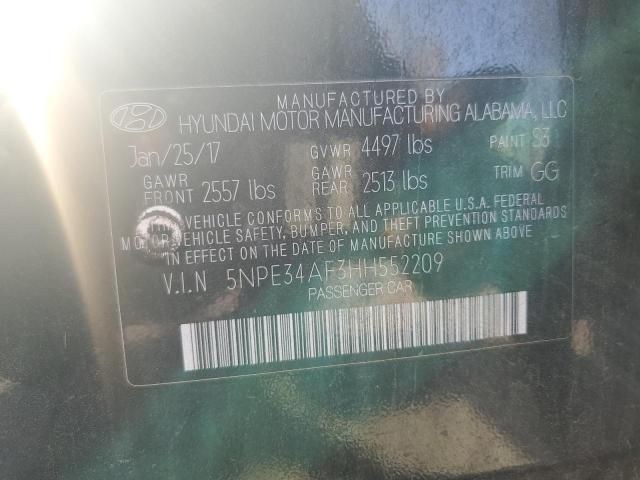 MANUFACTURED BY
HYUNDAI MOTOR MANUFACTURING ALABAMA, LLC
Jan/25/17 GVWR 4497 lbs PAINT S3
GAWR FRONT 2557 lbs GAWR REAR 2513 lbs TRIM GG
VEHICLE CONFORMS TO ALL APPLICABLE U.S.A. FEDERAL
MOTOR VEHICLE SAFETY, BUMPER, AND THEFT PREVENTION STANDARDS
IN EFFECT ON THE DATE OF MANUFACTURE SHOWN ABOVE.
V.I.N 5NPE34AF3HH552209
PASSENGER CAR